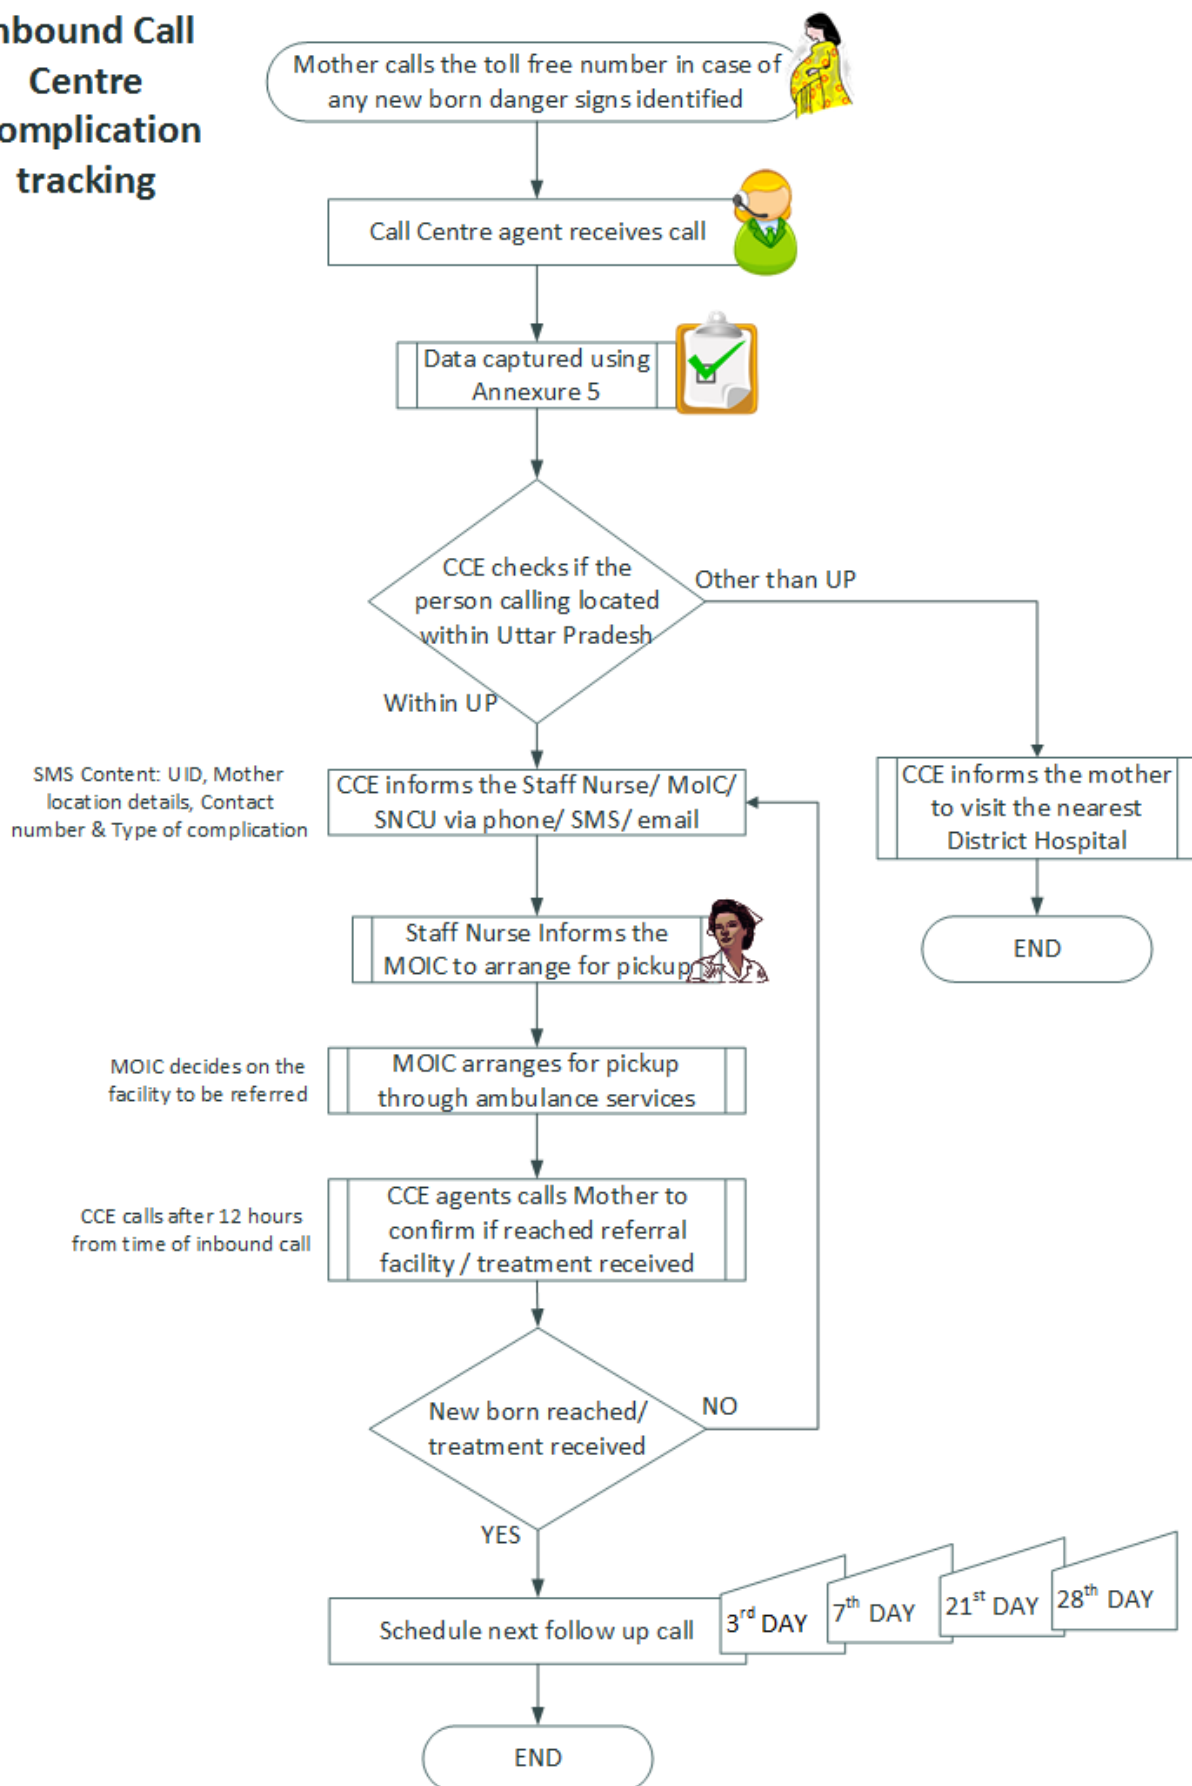 nbound Call
Centre
omplication
tracking
Mother calls the toll free number in case of
any new born danger signs identified
Call Centre agent receives call
Data captured using
Annexure 5
CCE checks if the
person calling located
within Uttar Pradesh
Other than UP
Within UP
SMS Content: UID, Mother
location details, Contact
number & Type of complication
CCE informs the Staff Nurse/ MoIC/
SNCU via phone/ SMS/ email
CCE informs the mother
to visit the nearest
District Hospital
Staff Nurse Informs the
MOIC to arrange for pickup
END
MOIC decides on the
facility to be referred
MOIC arranges for pickup
through ambulance services
CCE calls after 12 hours
from time of inbound call
CCE agents calls Mother to
confirm if reached referral
facility / treatment received
New born reached/
treatment received
NO
YES
Schedule next follow up call
3rd DAY
7th DAY
21st DAY
28th DAY
END